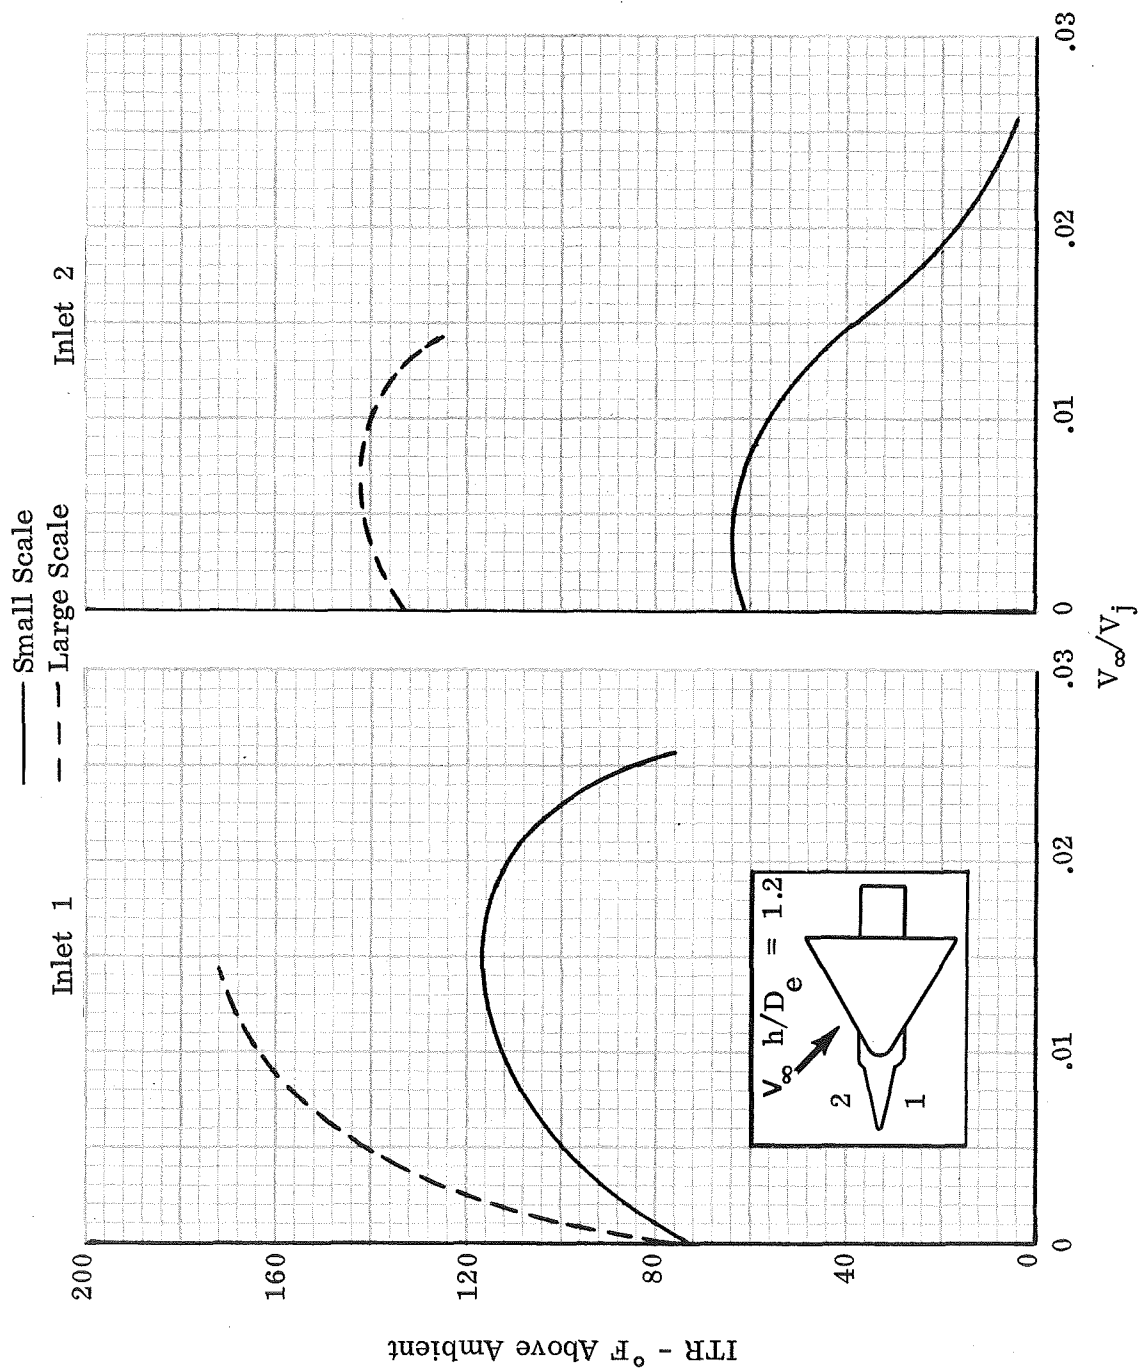 Small Scale
Large Scale
Inlet 1
Inlet 2
ITR - °F Above Ambient
200
160
120
80
40
0
0
.01
.02
.03
0
.01
.02
.03
V∞/Vj
V∞ h/De = 1.2
2
1